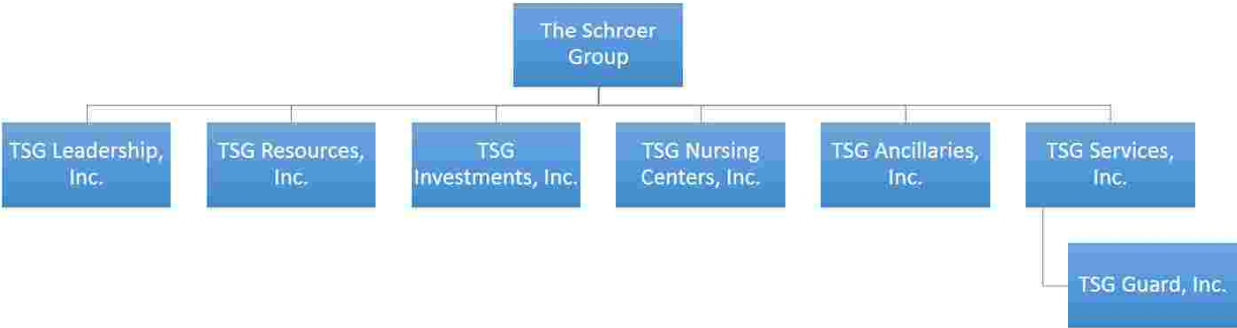 The Schroer
Group
TSG Leadership,
Inc.
TSG Resources,
Inc.
TSG
Investments, Inc.
TSG Nursing
Centers, Inc.
TSG Ancillaries,
Inc.
TSG Services,
Inc.
TSG Guard, Inc.